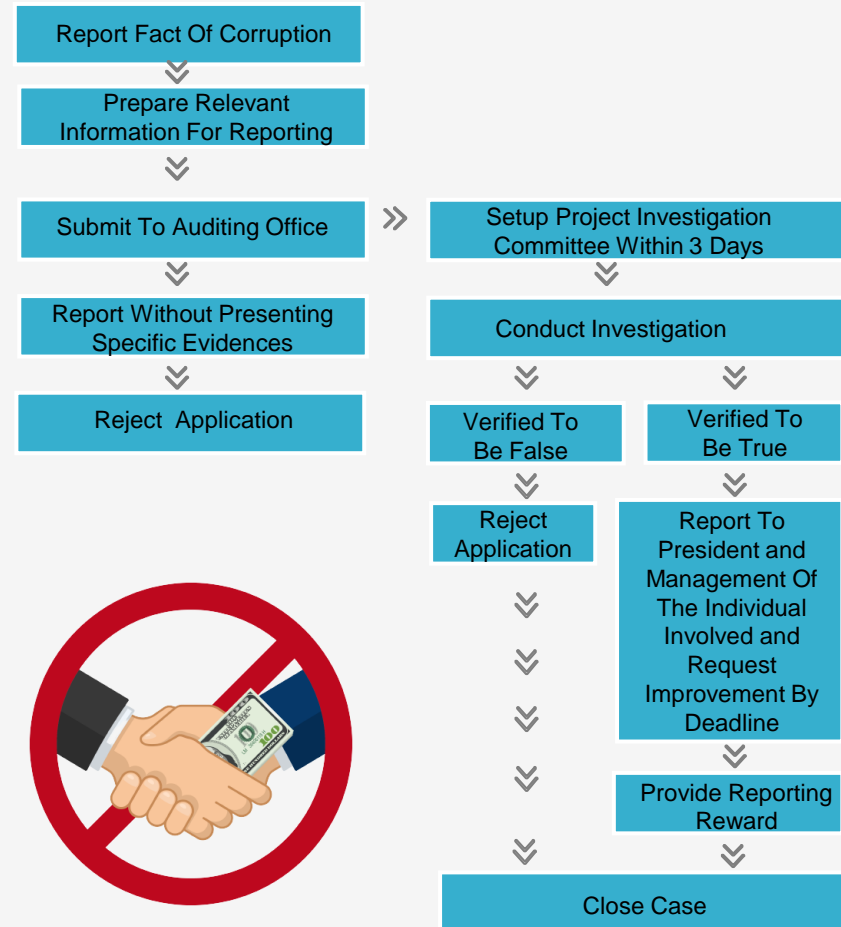 Report Fact Of Corruption
Prepare Relevant
Information For Reporting
Submit To Auditing Office
Report Without Presenting
Specific Evidences
Reject Application
Setup Project Investigation
Committee Within 3 Days
Conduct Investigation
Verified To
Be False
Verified To
Be True
Reject
Application
Report To
President and
Management Of
The Individual
Involved and
Request
Improvement By
Deadline
Provide Reporting
Reward
Close Case
100